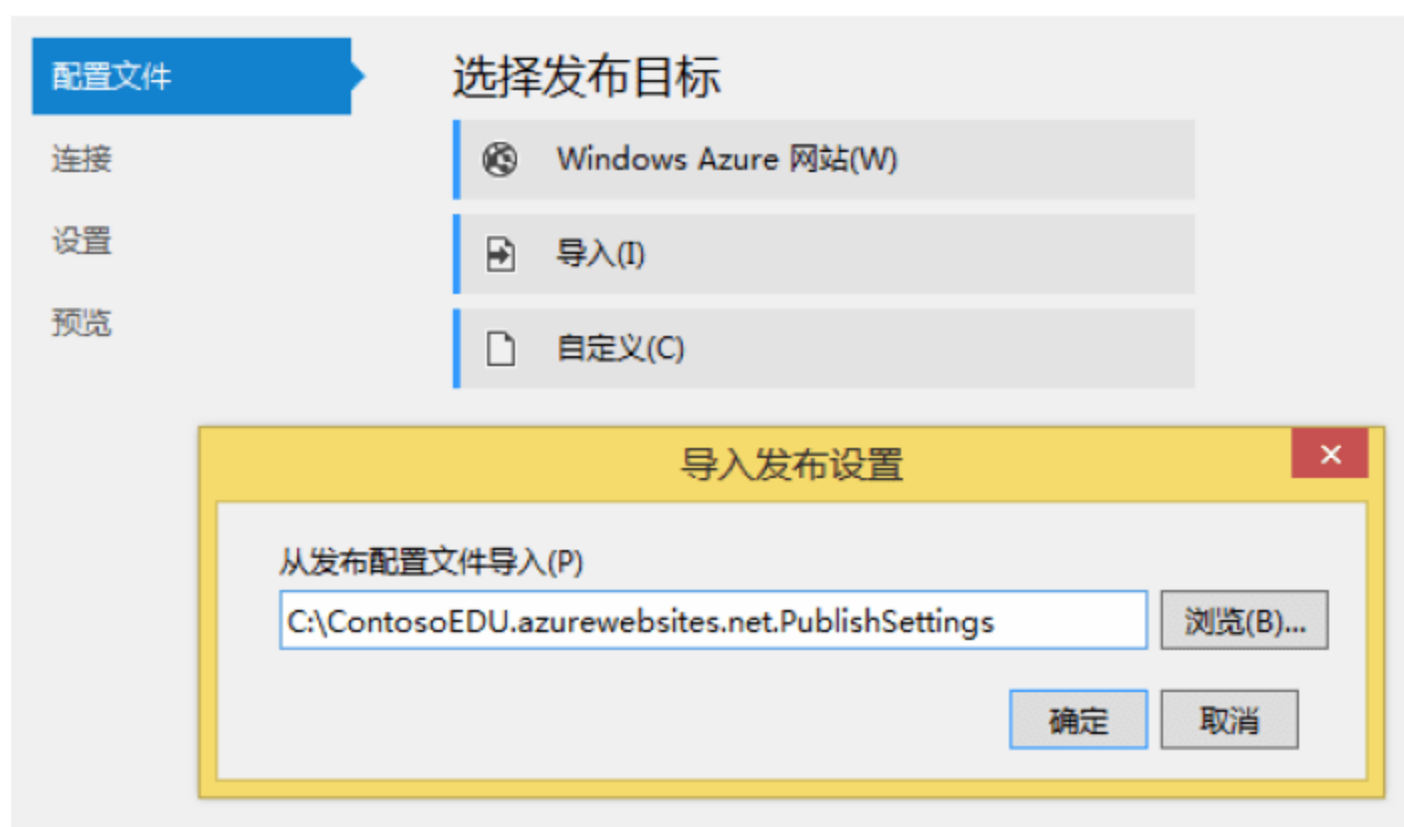 配置文件
连接
设置
预览
选择发布目标
Windows Azure 网站(W)
导入(I)
自定义(C)
导入发布设置
从发布配置文件导入(P)
C:\ContosoEDU.azurewebsites.net.PublishSettings
浏览(B)...
确定
取消